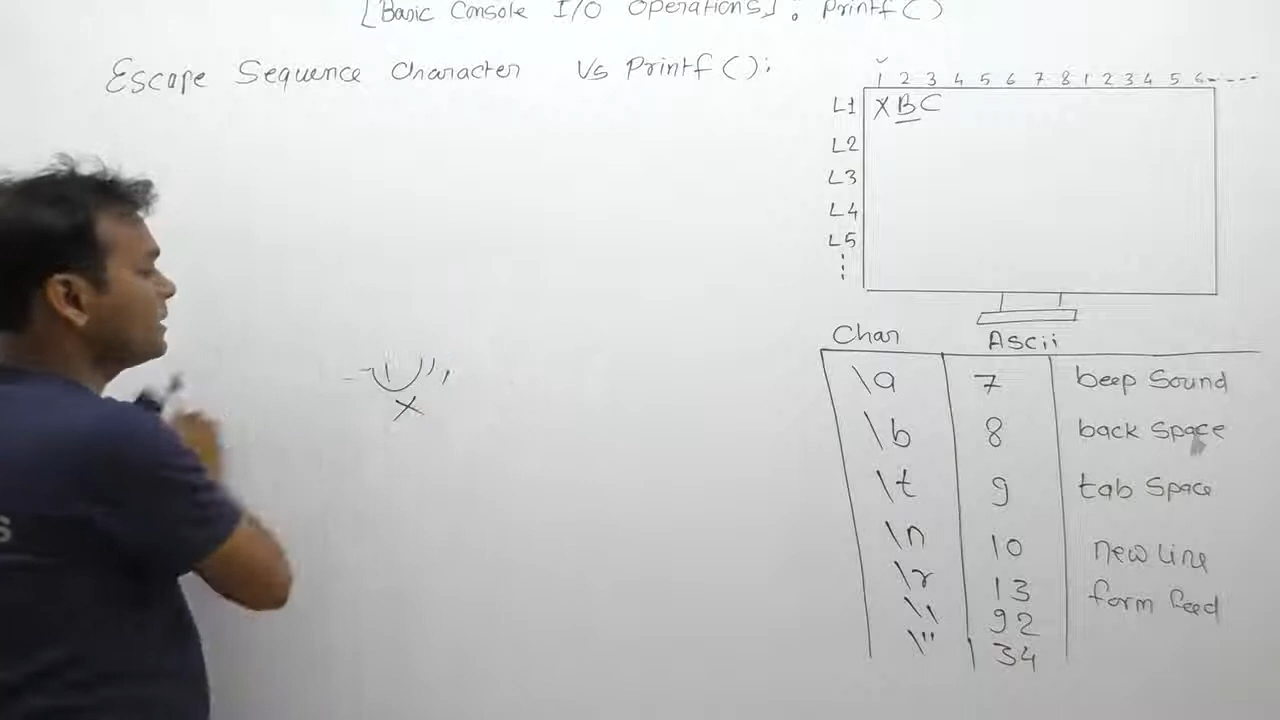 [Basic Console I/O Operations] : Printf()
Escape Sequence Character Vs Printf():
1 2 3 4 5 6 7 8 1 2 3 4 5 6 ----
L1 XBC
L2
L3
L4
L5
Char Ascii
\a 7 beep Sound
\b 8 back space
\t 9 tab Space
\n 10 new Line
\r 13 form feed
\\ 92
\" 34
X
S